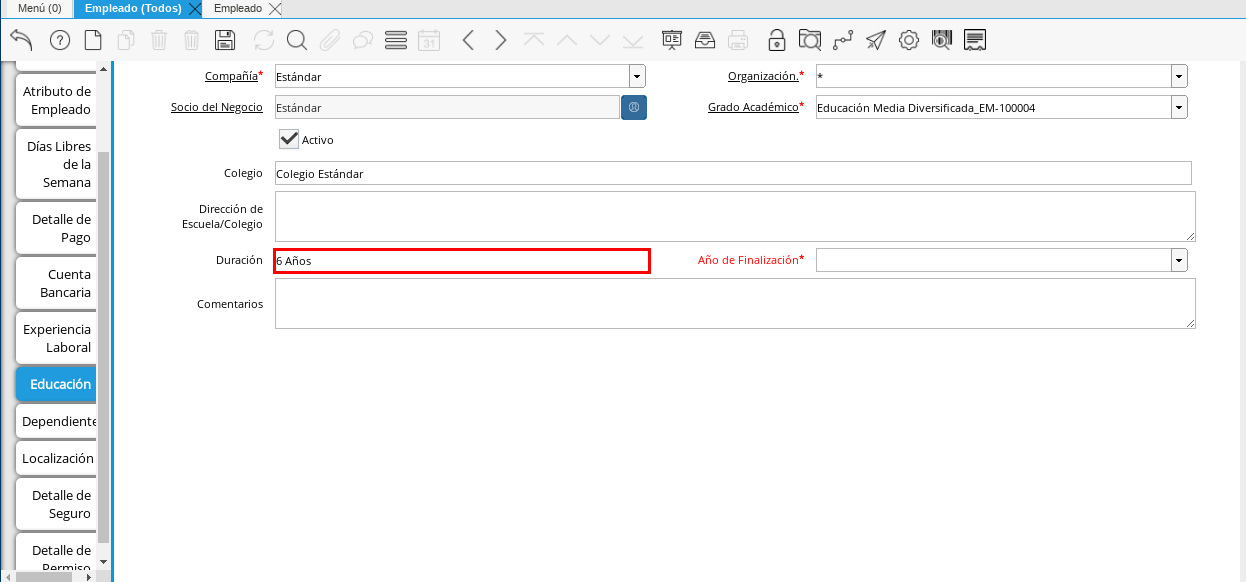 Menú (0)
Empleado (Todos)
Empleado
31
Atributo de
Empleado
Días Libres
de la
Semana
Detalle de
Pago
Cuenta
Bancaria
Experiencia
Laboral
Educación
Dependiente
Localización
Detalle de
Seguro
Detalle de
Permiso
Compañía*
Estándar
Organización.*
*
Socio del Negocio
Estándar
Grado Académico*
Educación Media Diversificada_EM-100004
Activo
Colegio
Colegio Estándar
Dirección de
Escuela/Colegio
Duración
6 Años
Año de Finalización*
Comentarios